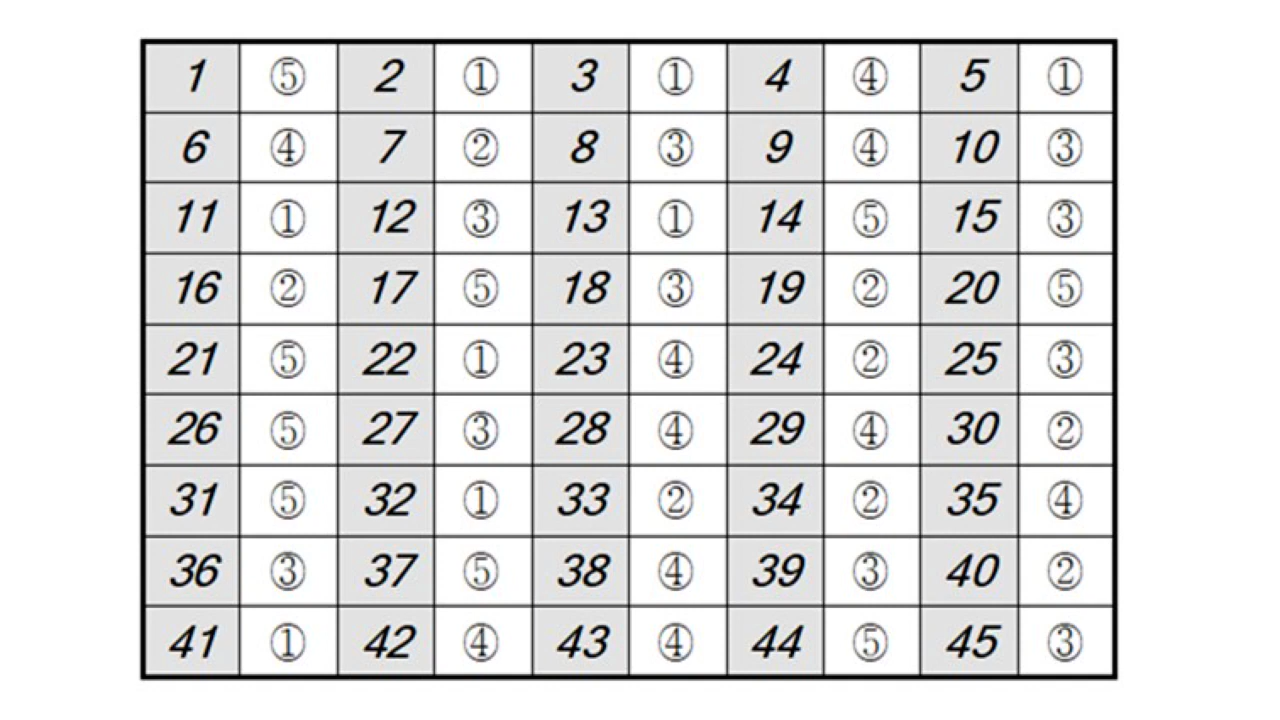 1 ⑤ 2 ① 3 ① 4 ④ 5 ①
6 ④ 7 ② 8 ③ 9 ④ 10 ③
11 ① 12 ③ 13 ① 14 ⑤ 15 ③
16 ② 17 ⑤ 18 ③ 19 ② 20 ⑤
21 ⑤ 22 ① 23 ④ 24 ② 25 ③
26 ⑤ 27 ③ 28 ④ 29 ④ 30 ②
31 ⑤ 32 ① 33 ② 34 ② 35 ④
36 ③ 37 ⑤ 38 ④ 39 ③ 40 ②
41 ① 42 ④ 43 ④ 44 ⑤ 45 ③